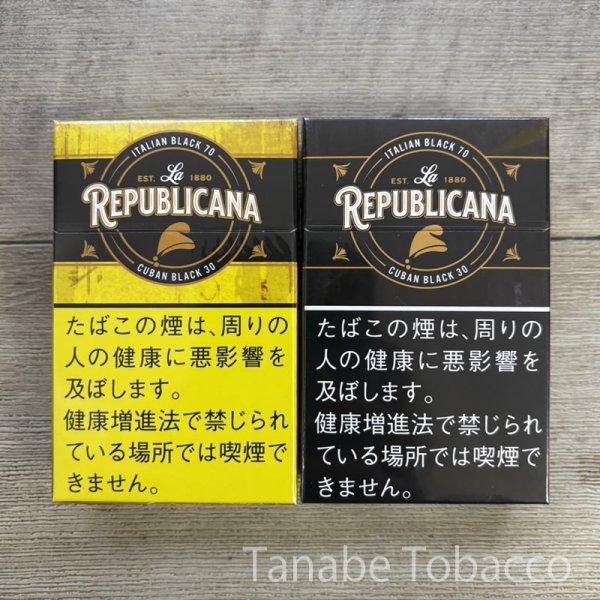 ITALIAN BLACK 70
EST. La 1880
REPUBLICANA
CUBAN BLACK 30
たばこの煙は、周りの
人の健康に悪影響を
及ぼします。
健康増進法で禁じられ
ている場所では喫煙で
きません。
ITALIAN BLACK 70
EST. La 1880
REPUBLICANA
CUBAN BLACK 30
たばこの煙は、周りの
人の健康に悪影響を
及ぼします。
健康増進法で禁じられ
ている場所では喫煙で
きません。
Tanabe Tobacco